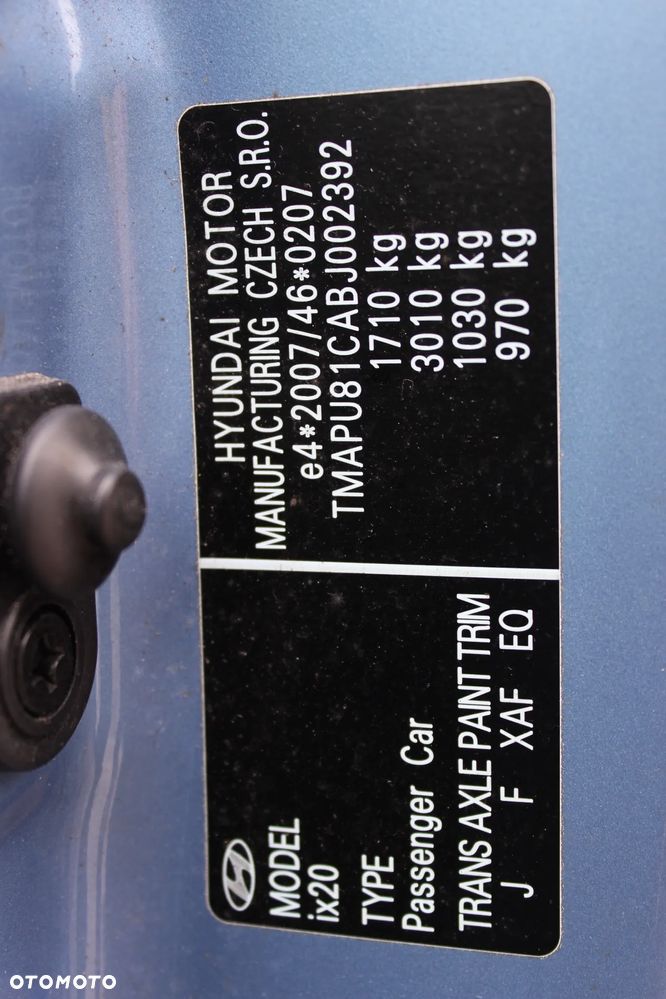 MODEL
ix20
TYPE
Passenger Car
TRANS AXLE PAINT TRIM
J F XAF EQ
HYUNDAI MOTOR
MANUFACTURING CZECH S.R.O.
e4*2007/46*0207
TMAPU81CABJ002392
1710 kg
3010 kg
1030 kg
970 kg
OTOMOTO